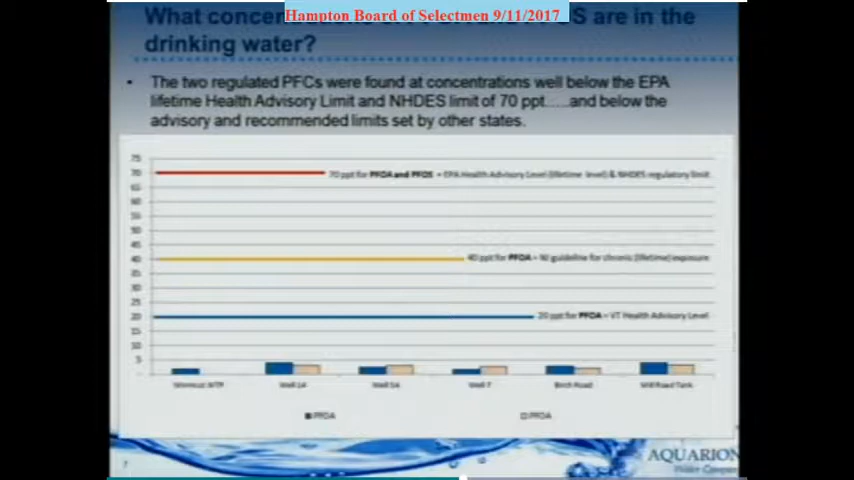 Hampton Board of Selectmen 9/11/2017
What
S are in the
drinking water?
• The two regulated PFCs were found at concentrations well below the EPA
lifetime Health Advisory Limit and NHDES limit of 70 ppt.....and below the
advisory and recommended limits set by other states.
75
70
70 ppt for PFOA and PFOS = EPA Health Advisory Level (lifetime level) & NHDES regulatory limit
65
60
55
50
45
40
40 ppt for PFOA = NJ guideline for chronic (lifetime) exposure
35
30
25
20
20 ppt for PFOA = VT Health Advisory Level
15
10
5
Well 5A
Well 7
Birch Road
Mill Road Tank
PFOA
PFOA
7
AQUARION
Water Company